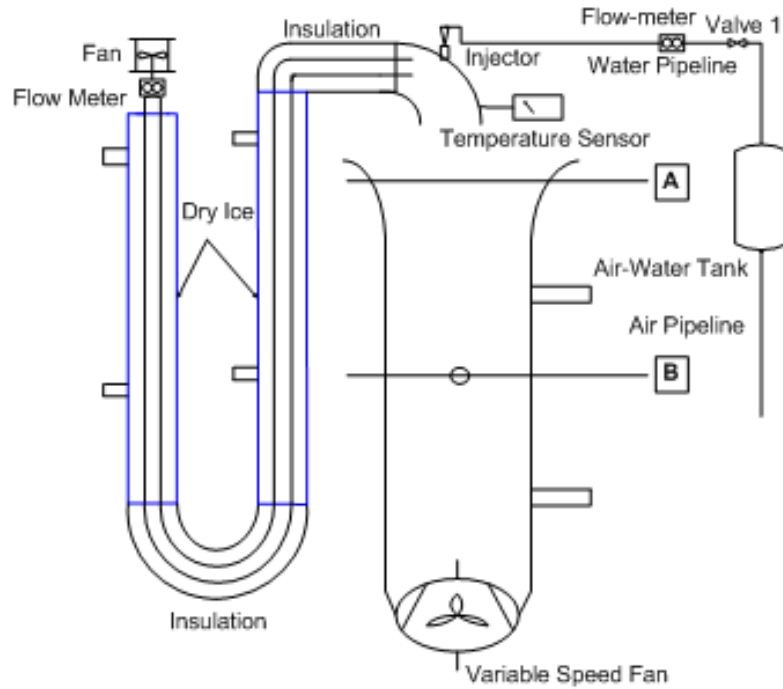 Insulation
Flow-meter
Valve 1
Fan
Injector
Water Pipeline
Flow Meter
Temperature Sensor
A
Dry Ice
Air-Water Tank
Air Pipeline
B
Insulation
Variable Speed Fan